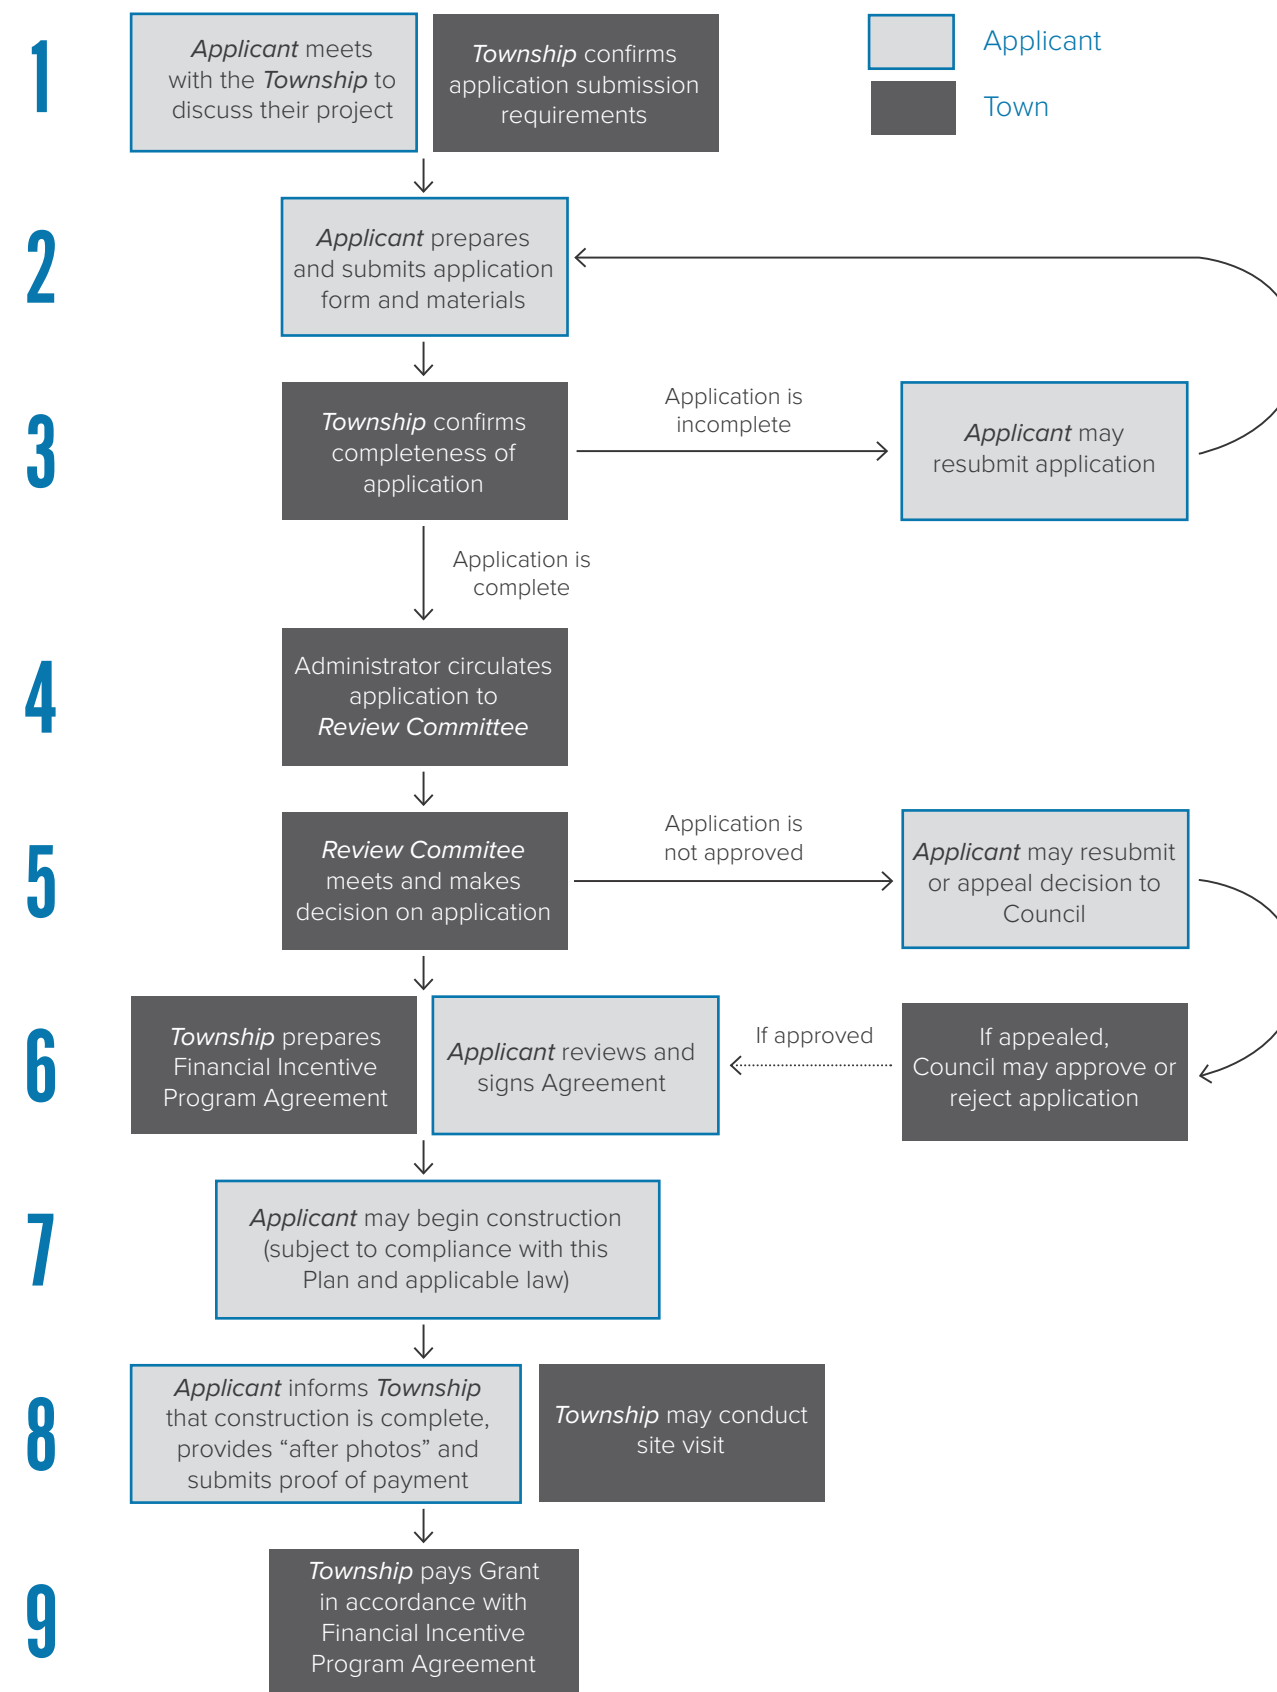 1
Applicant meets
with the Township to
discuss their project
Township confirms
application submission
requirements
Applicant
Town
2
Applicant prepares
and submits application
form and materials
3
Township confirms
completeness of
application
Application is
incomplete
Applicant may
resubmit application
Application is
complete
4
Administrator circulates
application to
Review Committee
5
Review Commitee
meets and makes
decision on application
Application is
not approved
Applicant may resubmit
or appeal decision to
Council
6
Township prepares
Financial Incentive
Program Agreement
Applicant reviews and
signs Agreement
If approved
If appealed,
Council may approve or
reject application
7
Applicant may begin construction
(subject to compliance with this
Plan and applicable law)
8
Applicant informs Township
that construction is complete,
provides “after photos” and
submits proof of payment
Township may conduct
site visit
9
Township pays Grant
in accordance with
Financial Incentive
Program Agreement